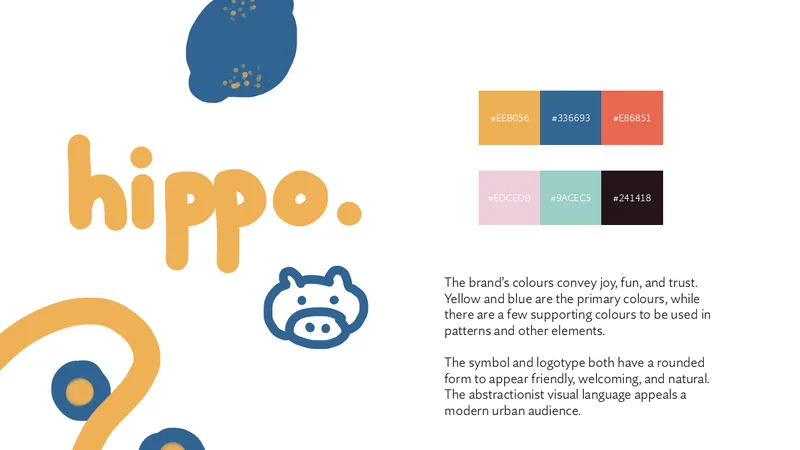 hippo.
#EEB056 #336693 #E86851
#EDCEDB #9ACEC5 #241418
The brand's colours convey joy, fun, and trust.
Yellow and blue are the primary colours, while
there are a few supporting colours to be used in
patterns and other elements.
The symbol and logotype both have a rounded
form to appear friendly, welcoming, and natural.
The abstractionist visual language appeals a
modern urban audience.